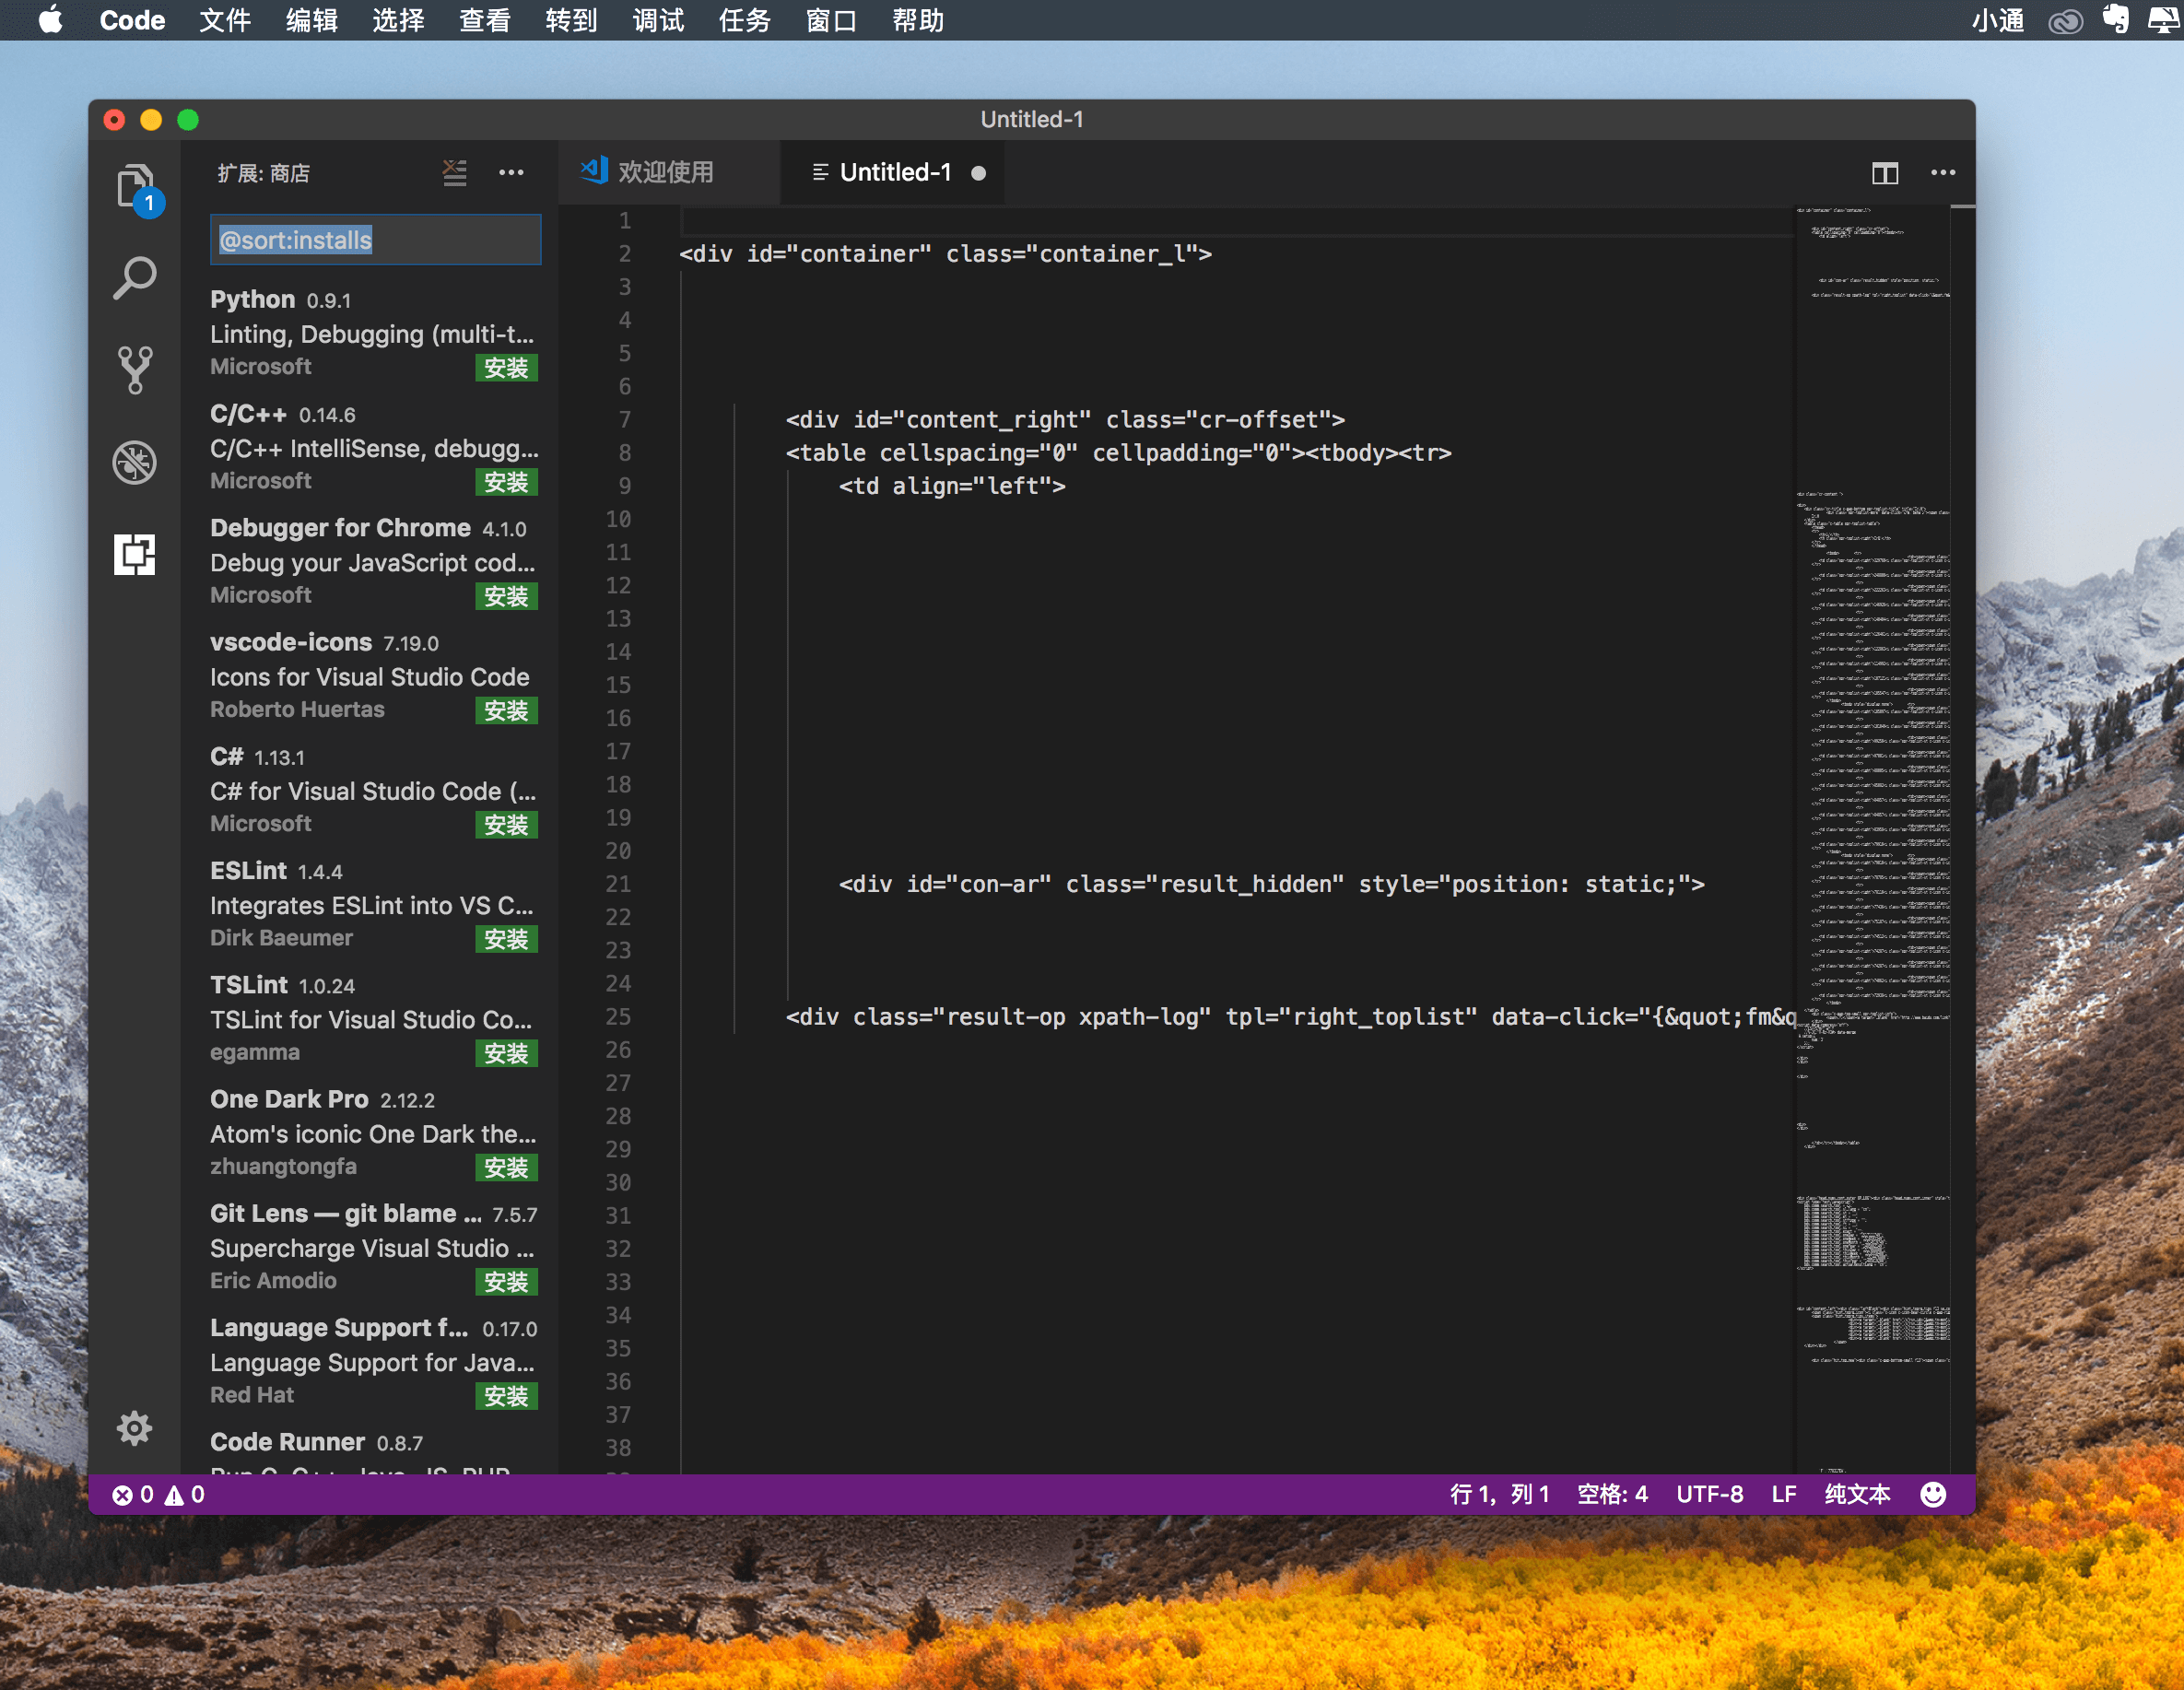 Code 文件 编辑 选择 查看 转到 调试 任务 窗口 帮助 小通
Untitled-1
扩展: 商店
欢迎使用 Untitled-1
1
@sort:installs
Python 0.9.1
Linting, Debugging (multi-t...
Microsoft 安装
C/C++ 0.14.6
C/C++ IntelliSense, debugg...
Microsoft 安装
Debugger for Chrome 4.1.0
Debug your JavaScript cod...
Microsoft 安装
vscode-icons 7.19.0
Icons for Visual Studio Code
Roberto Huertas 安装
C# 1.13.1
C# for Visual Studio Code (...
Microsoft 安装
ESLint 1.4.4
Integrates ESLint into VS C...
Dirk Baeumer 安装
TSLint 1.0.24
TSLint for Visual Studio Co...
egamma 安装
One Dark Pro 2.12.2
Atom's iconic One Dark the...
zhuangtongfa 安装
Git Lens — git blame ... 7.5.7
Supercharge Visual Studio ...
Eric Amodio 安装
Language Support f... 0.17.0
Language Support for Java...
Red Hat 安装
Code Runner 0.8.7
1
2 <div id="container" class="container_l">
3
4
5
6
7 <div id="content_right" class="cr-offset">
8 <table cellspacing="0" cellpadding="0"><tbody><tr>
9 <td align="left">
10
11
12
13
14
15
16
17
18
19
20
21 <div id="con-ar" class="result_hidden" style="position: static;">
22
23
24
25 <div class="result-op xpath-log" tpl="right_toplist" data-click="{&quot;fm&q
26
27
28
29
30
31
32
33
34
35
36
37
38
0 0 行 1，列 1 空格: 4 UTF-8 LF 纯文本